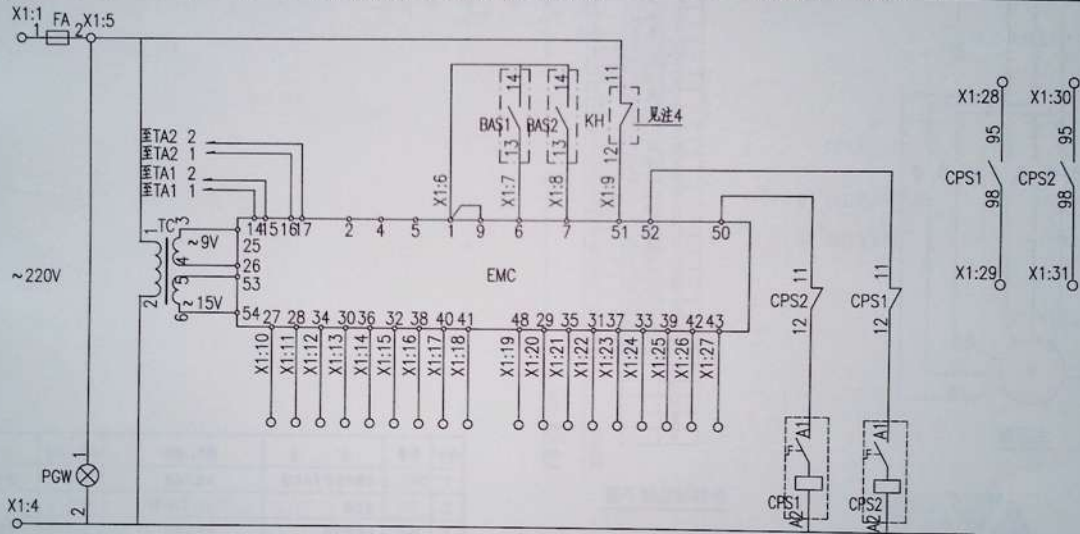 X1:1
1
FA
2
X1:5
至TA2 2
至TA2 1
至TA1 2
至TA1 1
~220V
1
2
TC
3
~9V
4
5
~15V
6
X1:6
14
BAS1
13
X1:7
14
BAS2
13
X1:8
11
KH
见注4
12
X1:9
14 15 16 17 2 4 5 1 9 6 7 51 52 50
25
26
53
54
EMC
27 28 34 30 36 32 38 40 41 48 29 35 31 37 33 39 42 43
X1:10
X1:11
X1:12
X1:13
X1:14
X1:15
X1:16
X1:17
X1:18
X1:19
X1:20
X1:21
X1:22
X1:23
X1:24
X1:25
X1:26
X1:27
11
CPS2
12
11
CPS1
12
A1
CPS1
A2
A1
CPS2
A2
X1:28
95
CPS1
98
X1:29
X1:30
95
CPS2
98
X1:31
1
PGW
2
X1:4